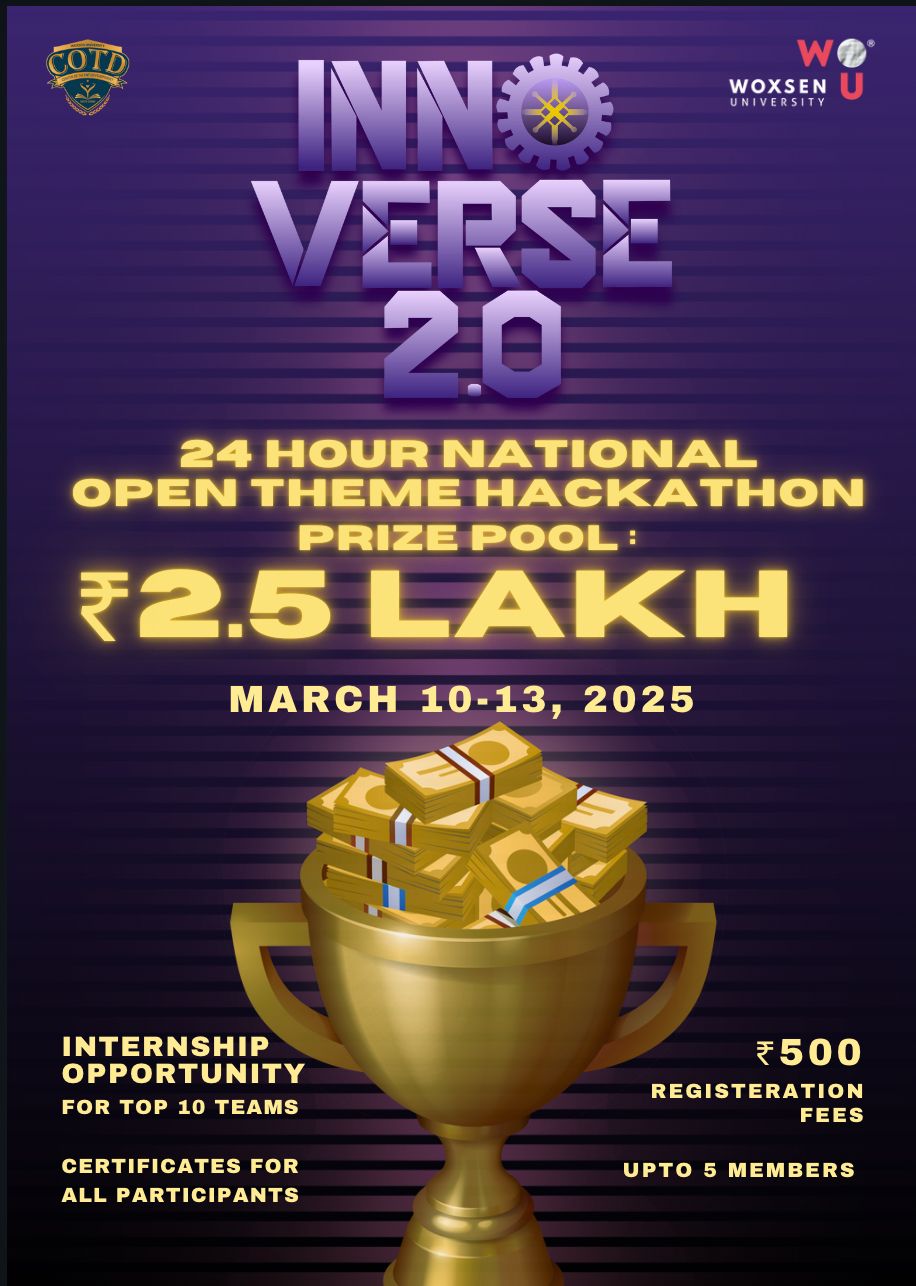 COTD
WOXSEN
UNIVERSITY
W
U
®
INNO
VERSE
2.0
24 HOUR NATIONAL
OPEN THEME HACKATHON
PRIZE POOL :
₹2.5 LAKH
MARCH 10-13, 2025
INTERNSHIP
OPPORTUNITY
FOR TOP 10 TEAMS
CERTIFICATES FOR
ALL PARTICIPANTS
₹500
REGISTERATION
FEES
UPTO 5 MEMBERS